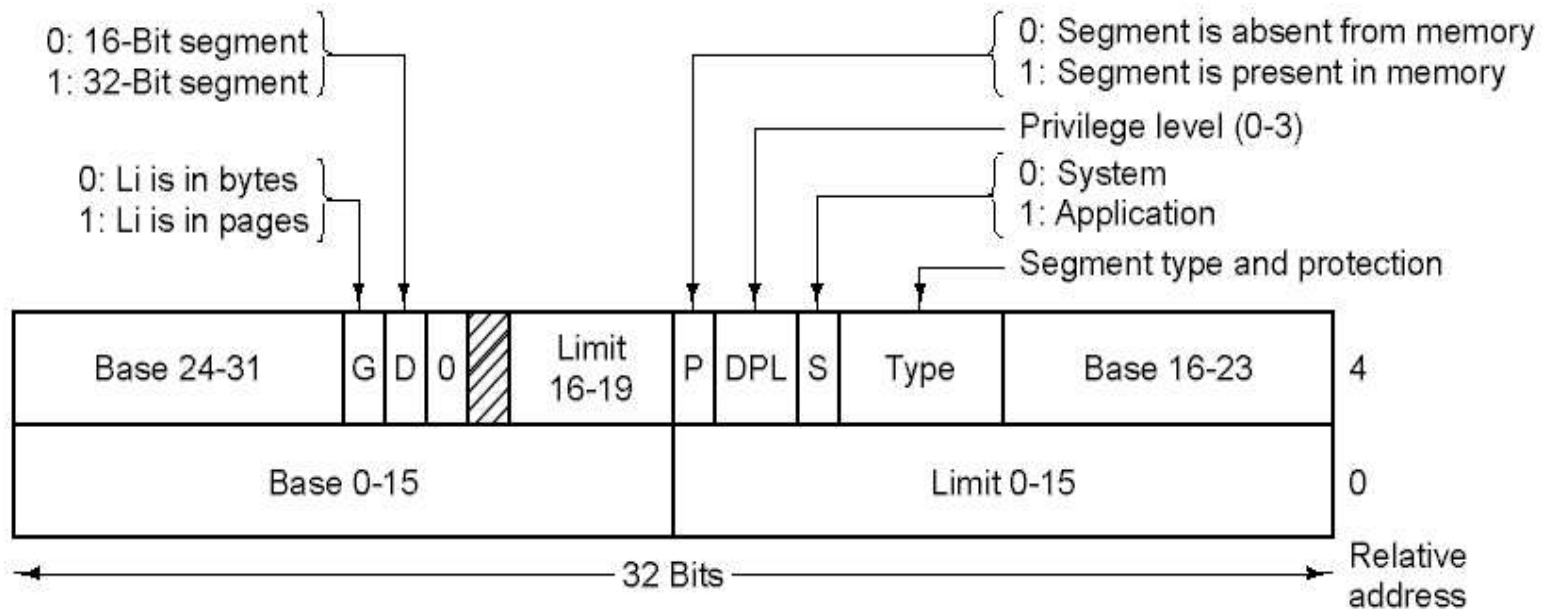 0: 16-Bit segment
1: 32-Bit segment
0: Li is in bytes
1: Li is in pages
0: Segment is absent from memory
1: Segment is present in memory
Privilege level (0-3)
0: System
1: Application
Segment type and protection
Base 24-31
G
D
0
Limit
16-19
P
DPL
S
Type
Base 16-23
4
Base 0-15
Limit 0-15
0
32 Bits
Relative
address